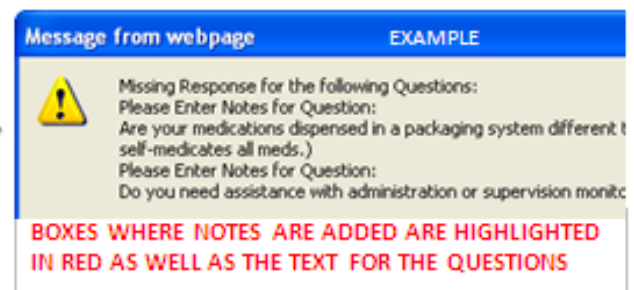 Message from webpage EXAMPLE
Missing Response for the following Questions:
Please Enter Notes for Question:
Are your medications dispensed in a packaging system different
self-medicates all meds.)
Please Enter Notes for Question:
Do you need assistance with administration or supervision
BOXES WHERE NOTES ARE ADDED ARE HIGHLIGHTED
IN RED AS WELL AS THE TEXT FOR THE QUESTIONS